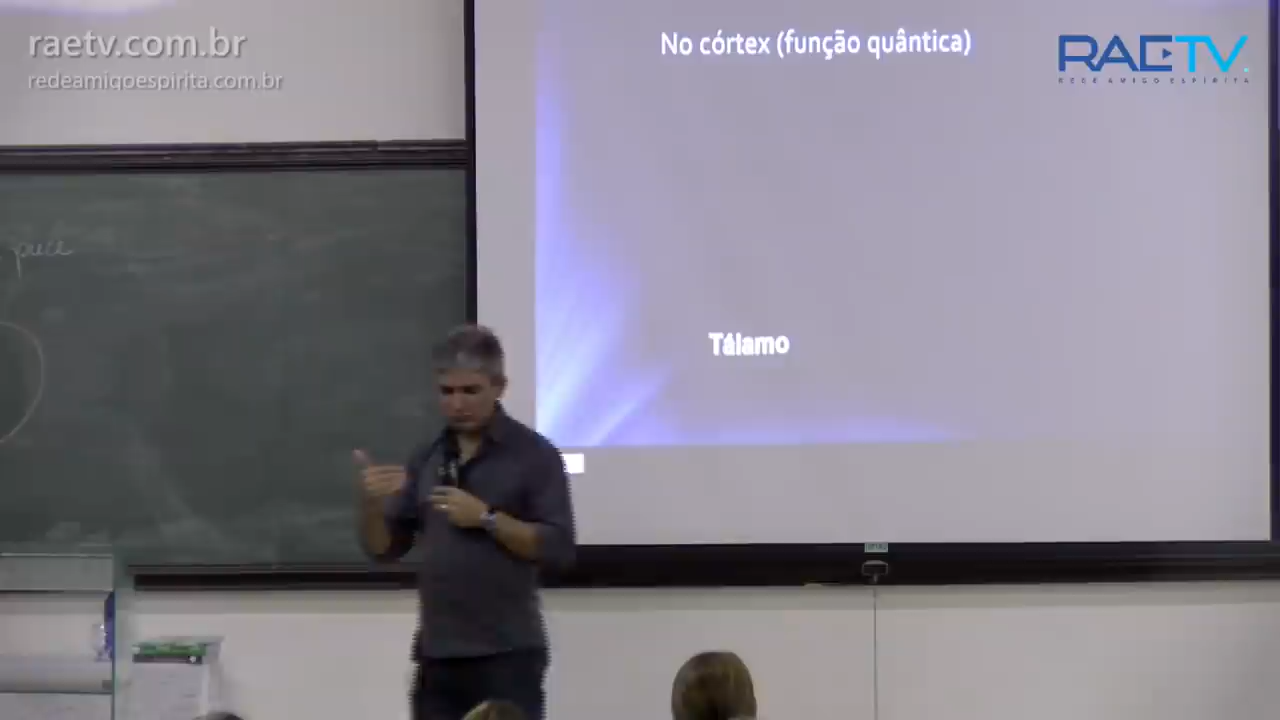 raetv.com.br
redeamigoespirita.com.br
No córtex (função quântica)
RAETV.
REDE AMIGO ESPÍRITA
Tálamo